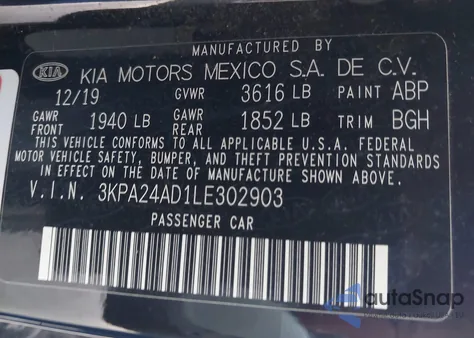 MANUFACTURED BY
KIA KIA MOTORS MEXICO S.A. DE C.V.
12/19 GVWR 3616 LB PAINT ABP
GAWR FRONT 1940 LB GAWR REAR 1852 LB TRIM BGH
THIS VEHICLE CONFORMS TO ALL APPLICABLE U.S.A. FEDERAL
MOTOR VEHICLE SAFETY, BUMPER, AND THEFT PREVENTION STANDARDS
IN EFFECT ON THE DATE OF MANUFACTURE SHOWN ABOVE.
V.I.N. 3KPA24AD1LE302903
PASSENGER CAR
autoSnap